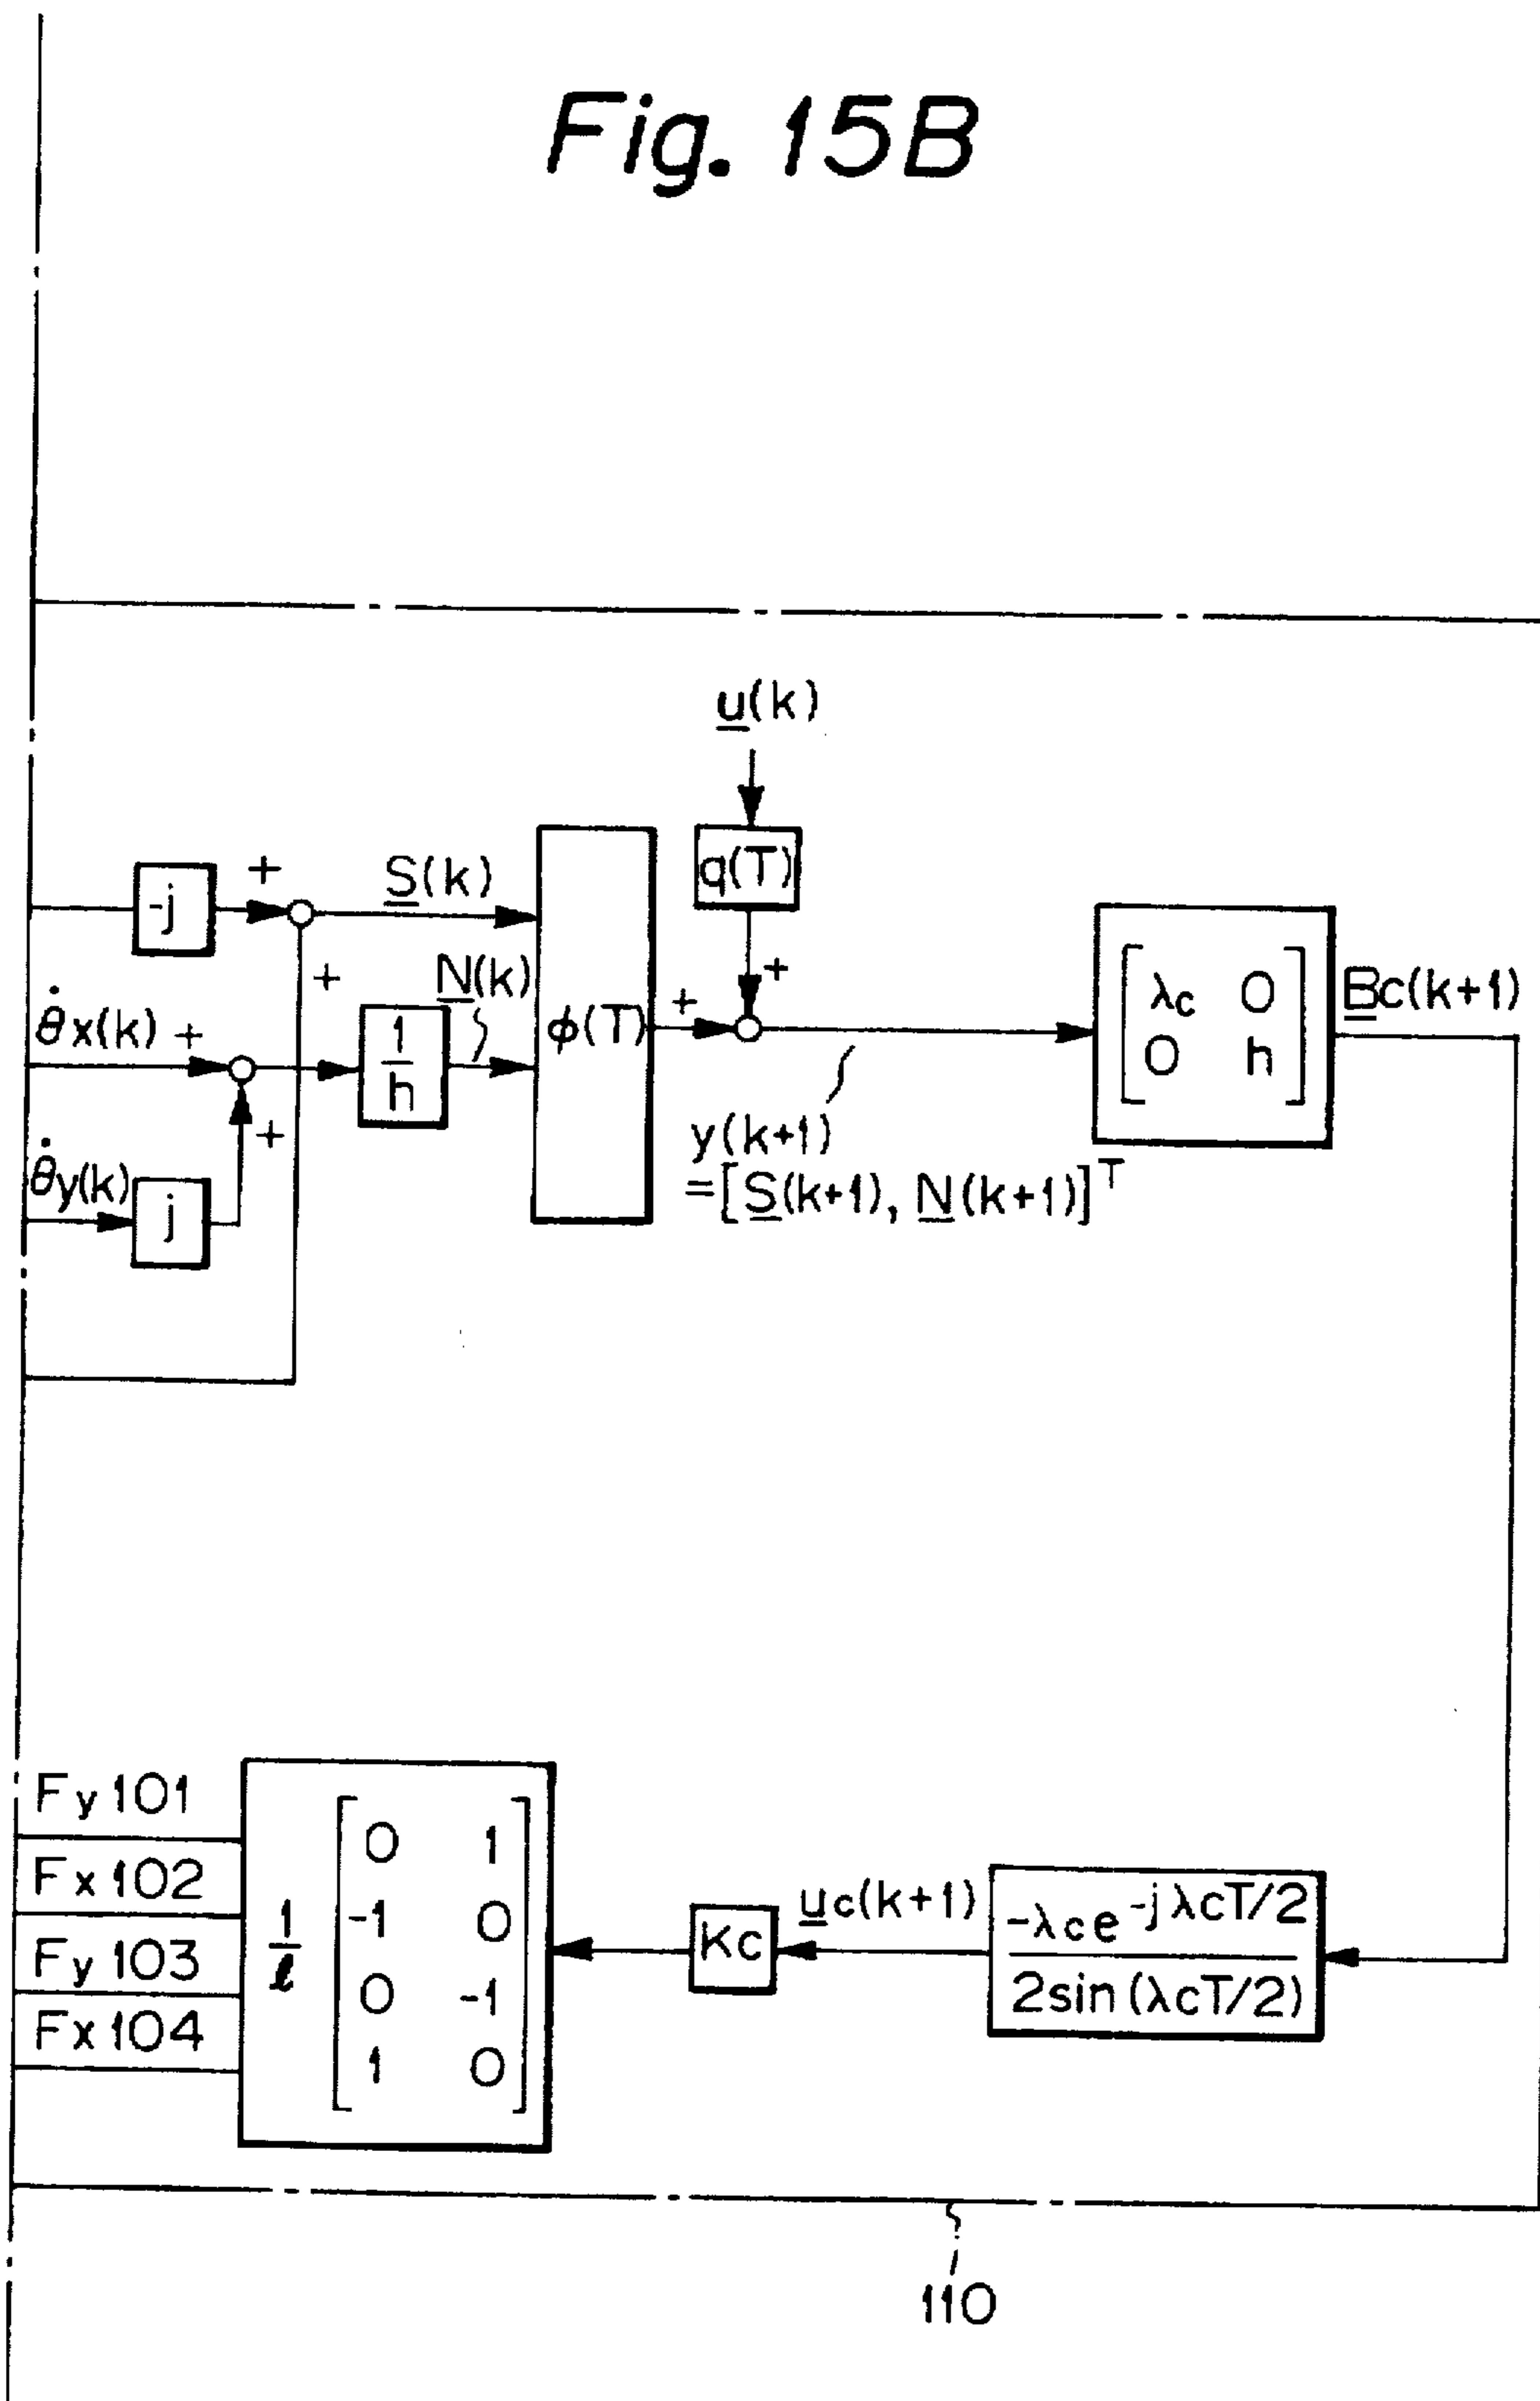 Fig. 15B
u(k)
q(T)
-j
+
S(k)
+
N(k)
+
+
θ̇x(k) +
1/h
ϕ(T)
[λc 0
0 h]
Bc(k+1)
+
θ̇y(k)
j
y(k+1)
=[S(k+1), N(k+1)]ᵀ
Fy 101
Fx 102
Fy 103
Fx 104
1/ℓ
[0 1
-1 0
0 -1
1 0]
Kc
uc(k+1)
-λc e -jλcT/2
2sin (λcT/2)
110